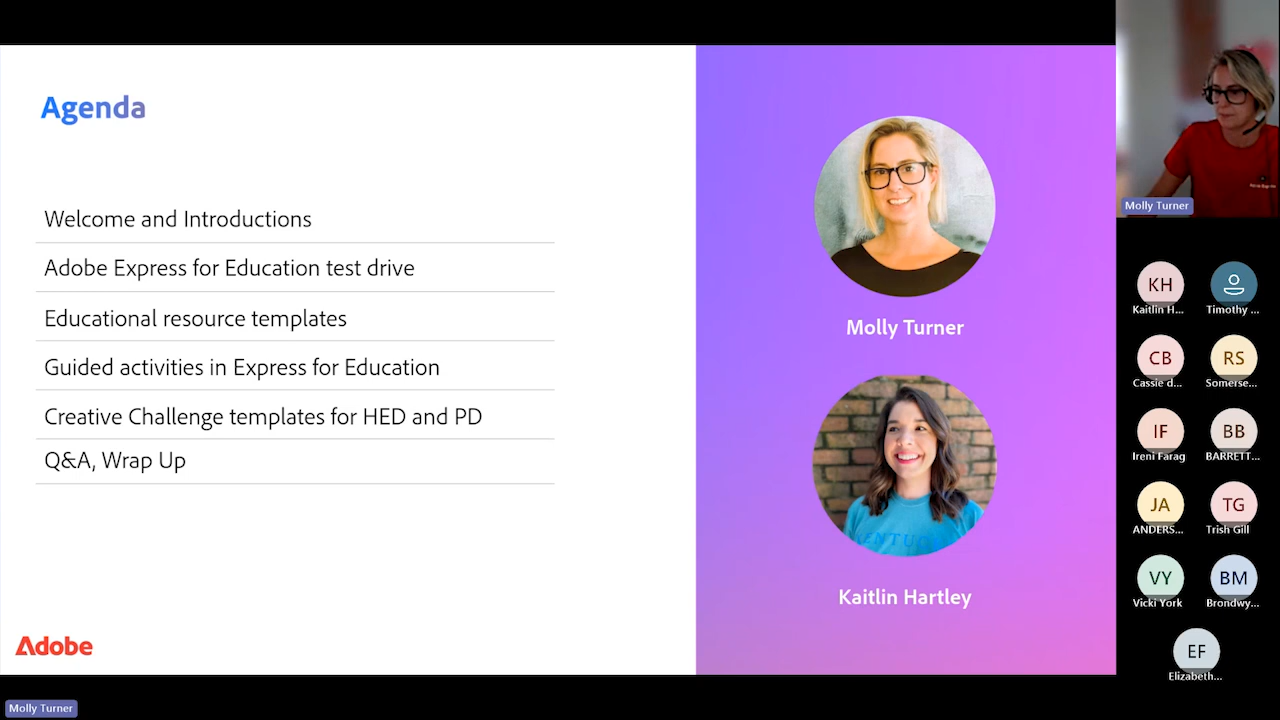 Agenda
Welcome and Introductions
Adobe Express for Education test drive
Educational resource templates
Guided activities in Express for Education
Creative Challenge templates for HED and PD
Q&A, Wrap Up
Adobe
Molly Turner
Kaitlin Hartley
Molly Turner
Molly Turner
KH
Kaitlin H...
Timothy ...
CB
Cassie d...
RS
Somerse...
IF
Ireni Farag
BB
BARRETT...
JA
ANDERS...
TG
Trish Gill
VY
Vicki York
BM
Brondwy...
EF
Elizabeth...